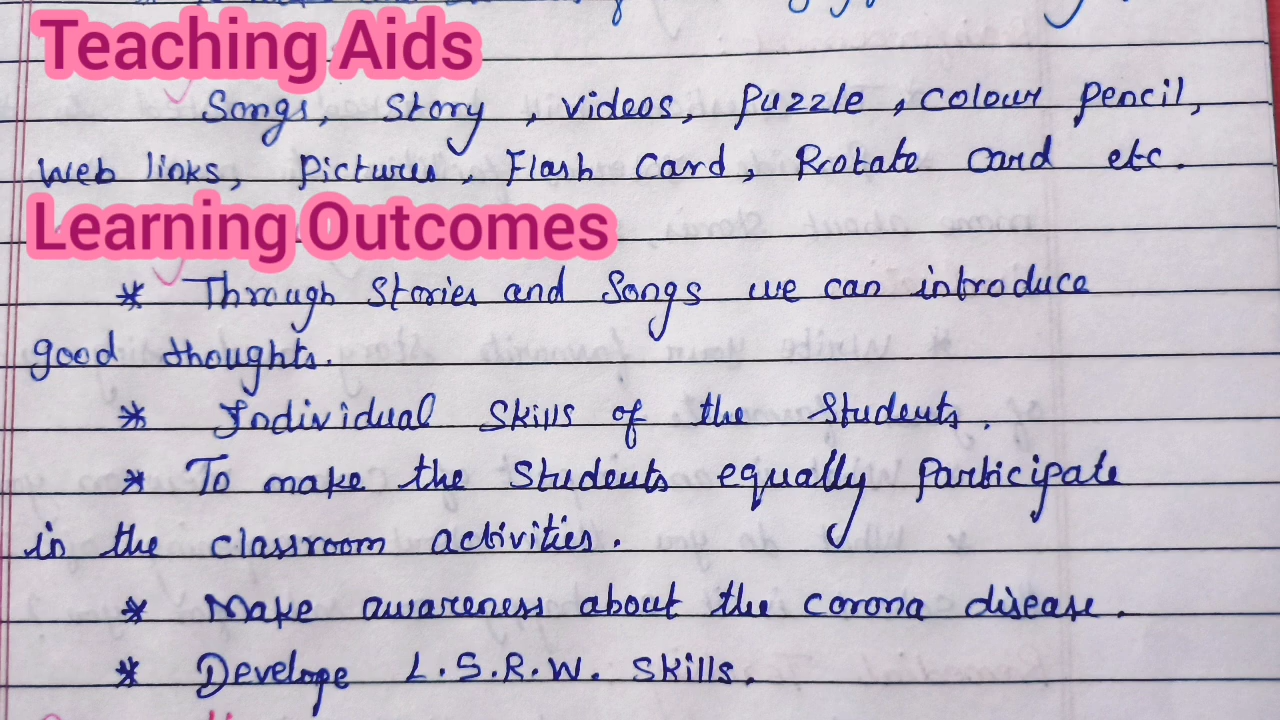 Teaching Aids
Songs, Story, videos, Puzzle, Colour Pencil,
Web links, Pictures, Flash Card, Rrotate Card etc.
Learning Outcomes
* Through Stories and Songs we can introduce
good thoughts.
* Individual Skills of the Students.
* To make the Students equally Participate
in the classroom activities.
* Make awareness about the corona disease.
* Develope L.S.R.W. Skills.